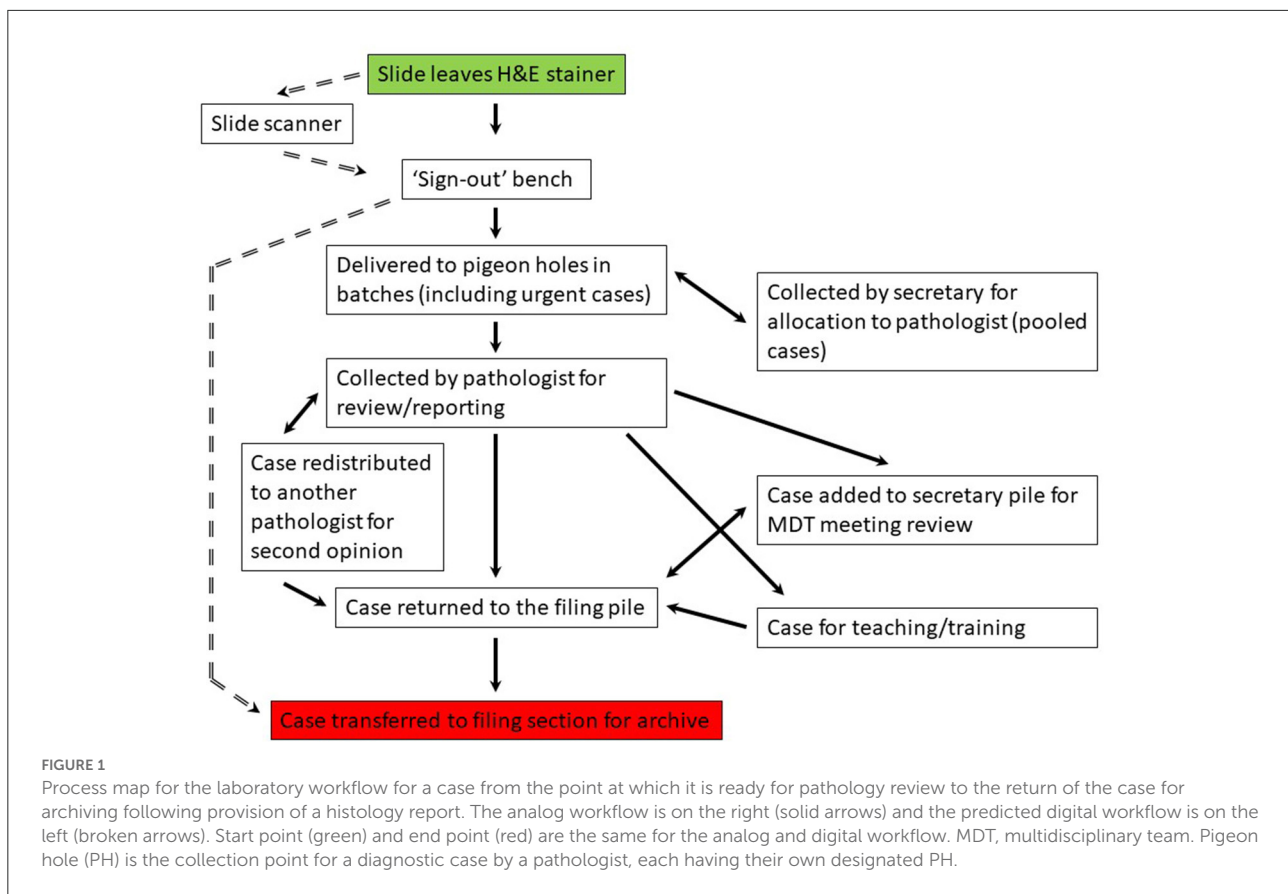 Slide leaves H&E stainer
Slide scanner
‘Sign-out’ bench
Delivered to pigeon holes in
batches (including urgent cases)
Collected by secretary for
allocation to pathologist (pooled
cases)
Collected by pathologist for
review/reporting
Case redistributed
to another
pathologist for
second opinion
Case added to secretary pile for
MDT meeting review
Case returned to the filing pile
Case for teaching/training
Case transferred to filing section for archive
FIGURE 1
Process map for the laboratory workflow for a case from the point at which it is ready for pathology review to the return of the case for
archiving following provision of a histology report. The analog workflow is on the right (solid arrows) and the predicted digital workflow is on the
left (broken arrows). Start point (green) and end point (red) are the same for the analog and digital workflow. MDT, multidisciplinary team. Pigeon
hole (PH) is the collection point for a diagnostic case by a pathologist, each having their own designated PH.